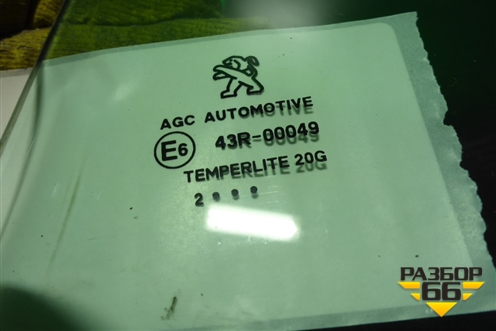 AGC AUTOMOTIVE
E6 43R-00049
TEMPERLITE 20G
РАЗБОР
66